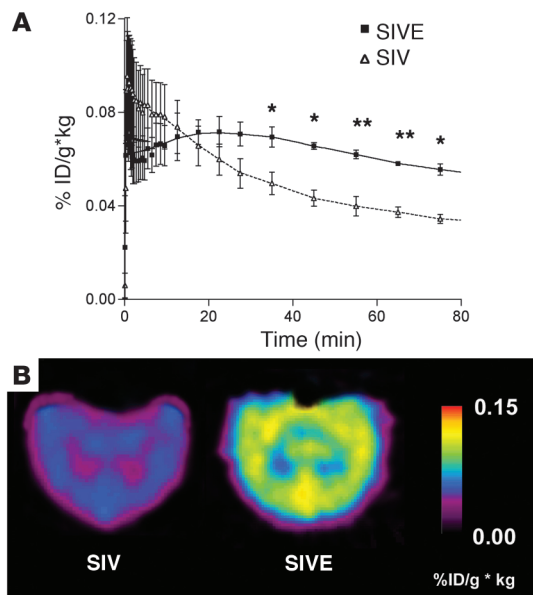 A
0.12
0.08
0.04
0.00
% ID/g*kg
SIVE
SIV
* * ** ** *
0 20 40 60 80
Time (min)
B
SIV
SIVE
0.15
0.00
%ID/g * kg